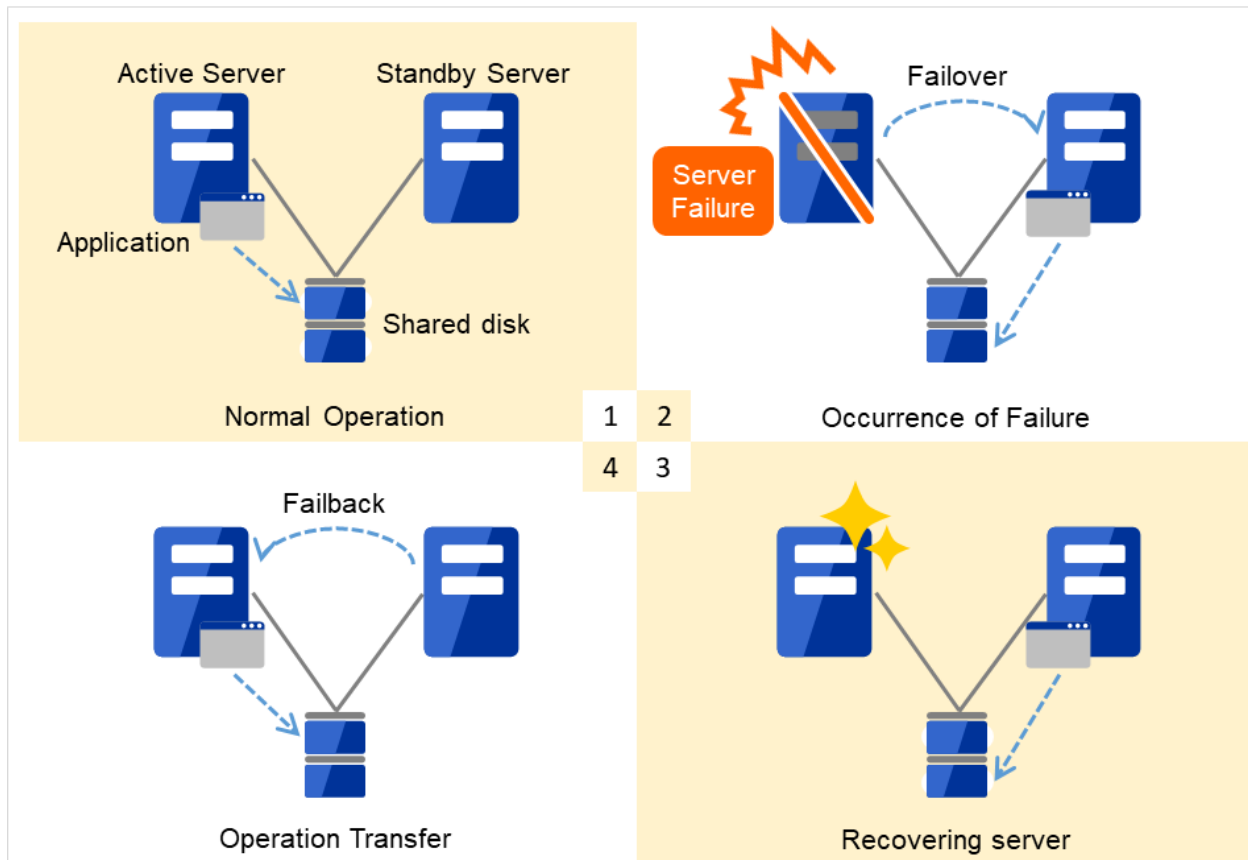 Active Server
Standby Server
Application
Shared disk
Normal Operation
1
Failover
Server
Failure
2
Occurrence of Failure
3
Recovering server
4
Failback
Operation Transfer